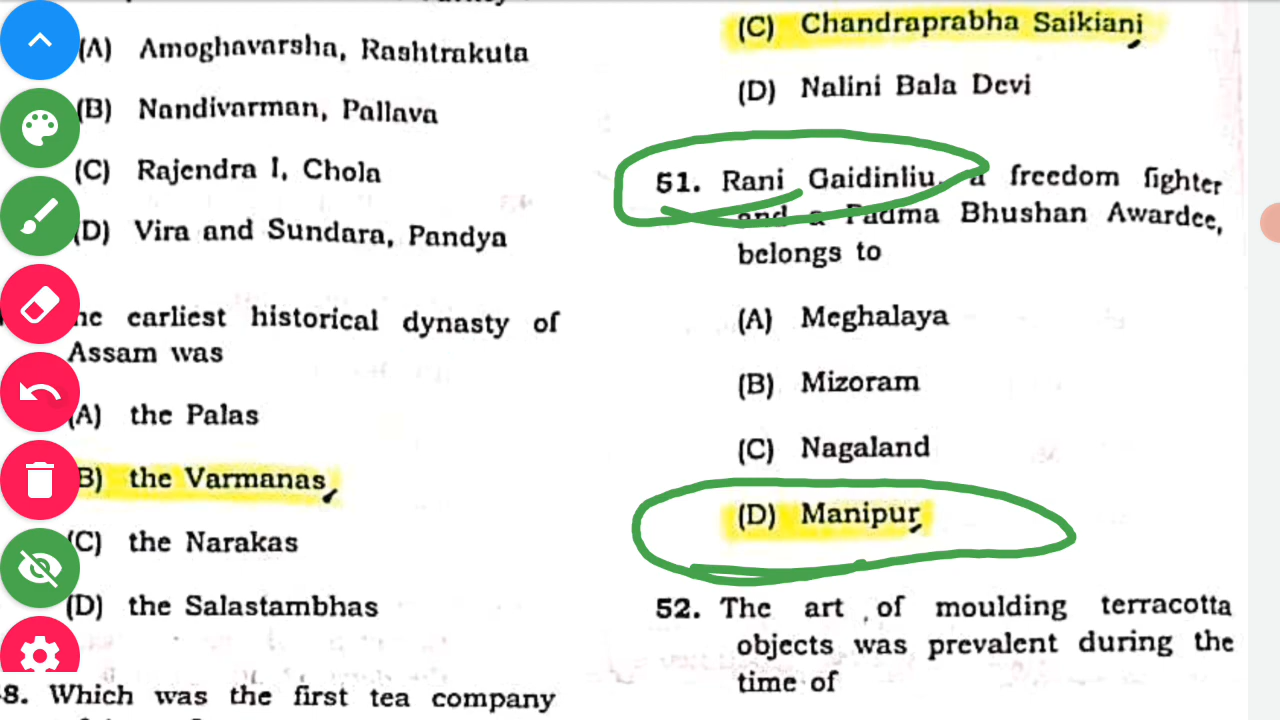 (A) Amoghavarsha, Rashtrakuta
(B) Nandivarman, Pallava
(C) Rajendra I, Chola
(D) Vira and Sundara, Pandya
earliest historical dynasty of
Assam was
(A) the Palas
B) the Varmanas
(C) the Narakas
(D) the Salastambhas
8. Which was the first tea company
(C) Chandraprabha Saikiani
(D) Nalini Bala Devi
51. Rani Gaidinliu, a freedom fighter
and a Padma Bhushan Awardee,
belongs to
(A) Meghalaya
(B) Mizoram
(C) Nagaland
(D) Manipur
52. The art of moulding terracotta
objects was prevalent during the
time of